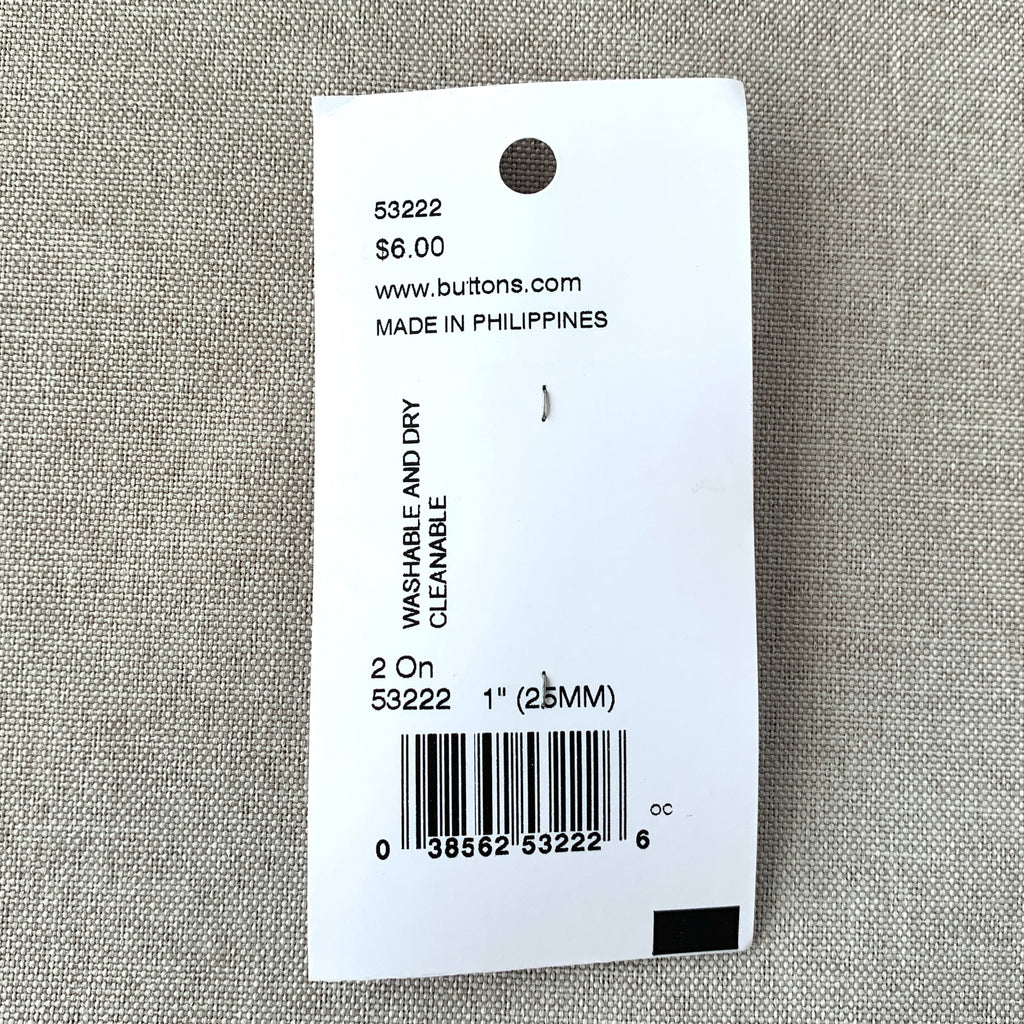 53222
$6.00
www.buttons.com
MADE IN PHILIPPINES
WASHABLE AND DRY
CLEANABLE
2 On
53222 1" (25MM)
OC
0 38562 53222 6